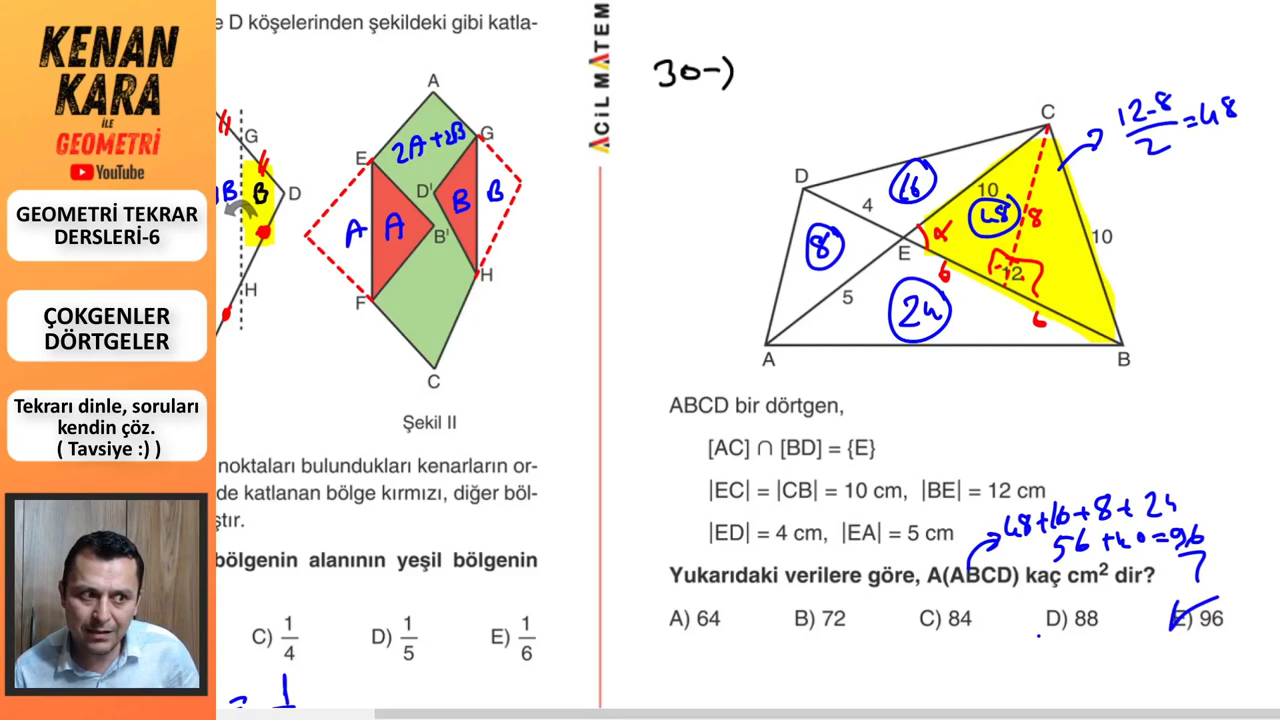 KENAN
KARA
İLE
GEOMETRİ
YouTube
GEOMETRİ TEKRAR
DERSLERİ-6
ÇOKGENLER
DÖRTGELER
Tekrarı dinle, soruları
kendin çöz.
( Tavsiye :) )
e D köşelerinden şekildeki gibi katla-
G
B
B
D
H
A
E
G
2A+2B
D'
B
B
A
A
B'
F
H
C
Şekil II
noktaları bulundukları kenarların or-
de katlanan bölge kırmızı, diğer böl-
ştır.
bölgenin alanının yeşil bölgenin
C) 1/4 D) 1/5 E) 1/6
= 1
ACİL MATEM
30-)
C
12.8/2 = 48
D
16
10
4
48
8
α
10
8
E
6
12
5
24
6
A
B
ABCD bir dörtgen,
[AC] ∩ [BD] = {E}
|EC| = |CB| = 10 cm, |BE| = 12 cm
48+16+8+24
|ED| = 4 cm, |EA| = 5 cm
56+40=96
Yukarıdaki verilere göre, A(ABCD) kaç cm² dir?
A) 64 B) 72 C) 84 D) 88 E) 96